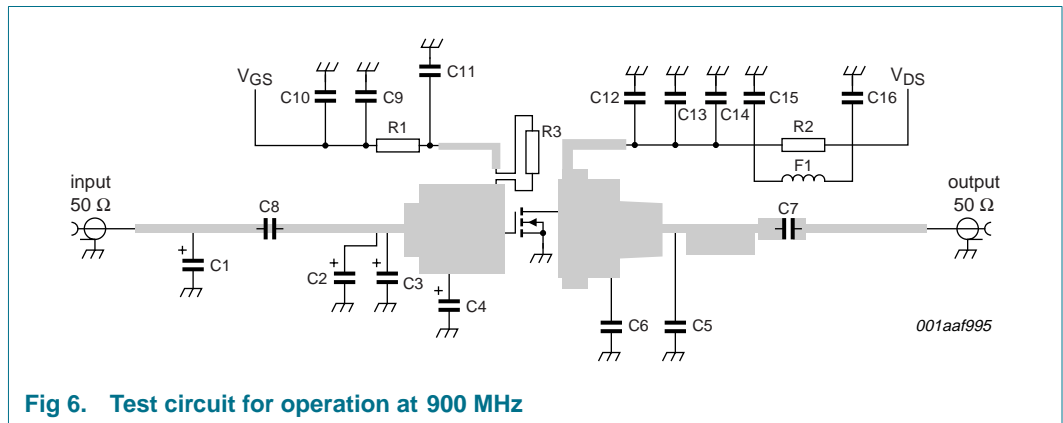 VGS
C10
C9
C11
R1
R3
C12
C13
C14
C15
C16
VDS
R2
F1
input
50 Ω
C8
C7
output
50 Ω
+
C1
+
C2
+
C3
+
C4
C6
C5
001aaf995
Fig 6. Test circuit for operation at 900 MHz